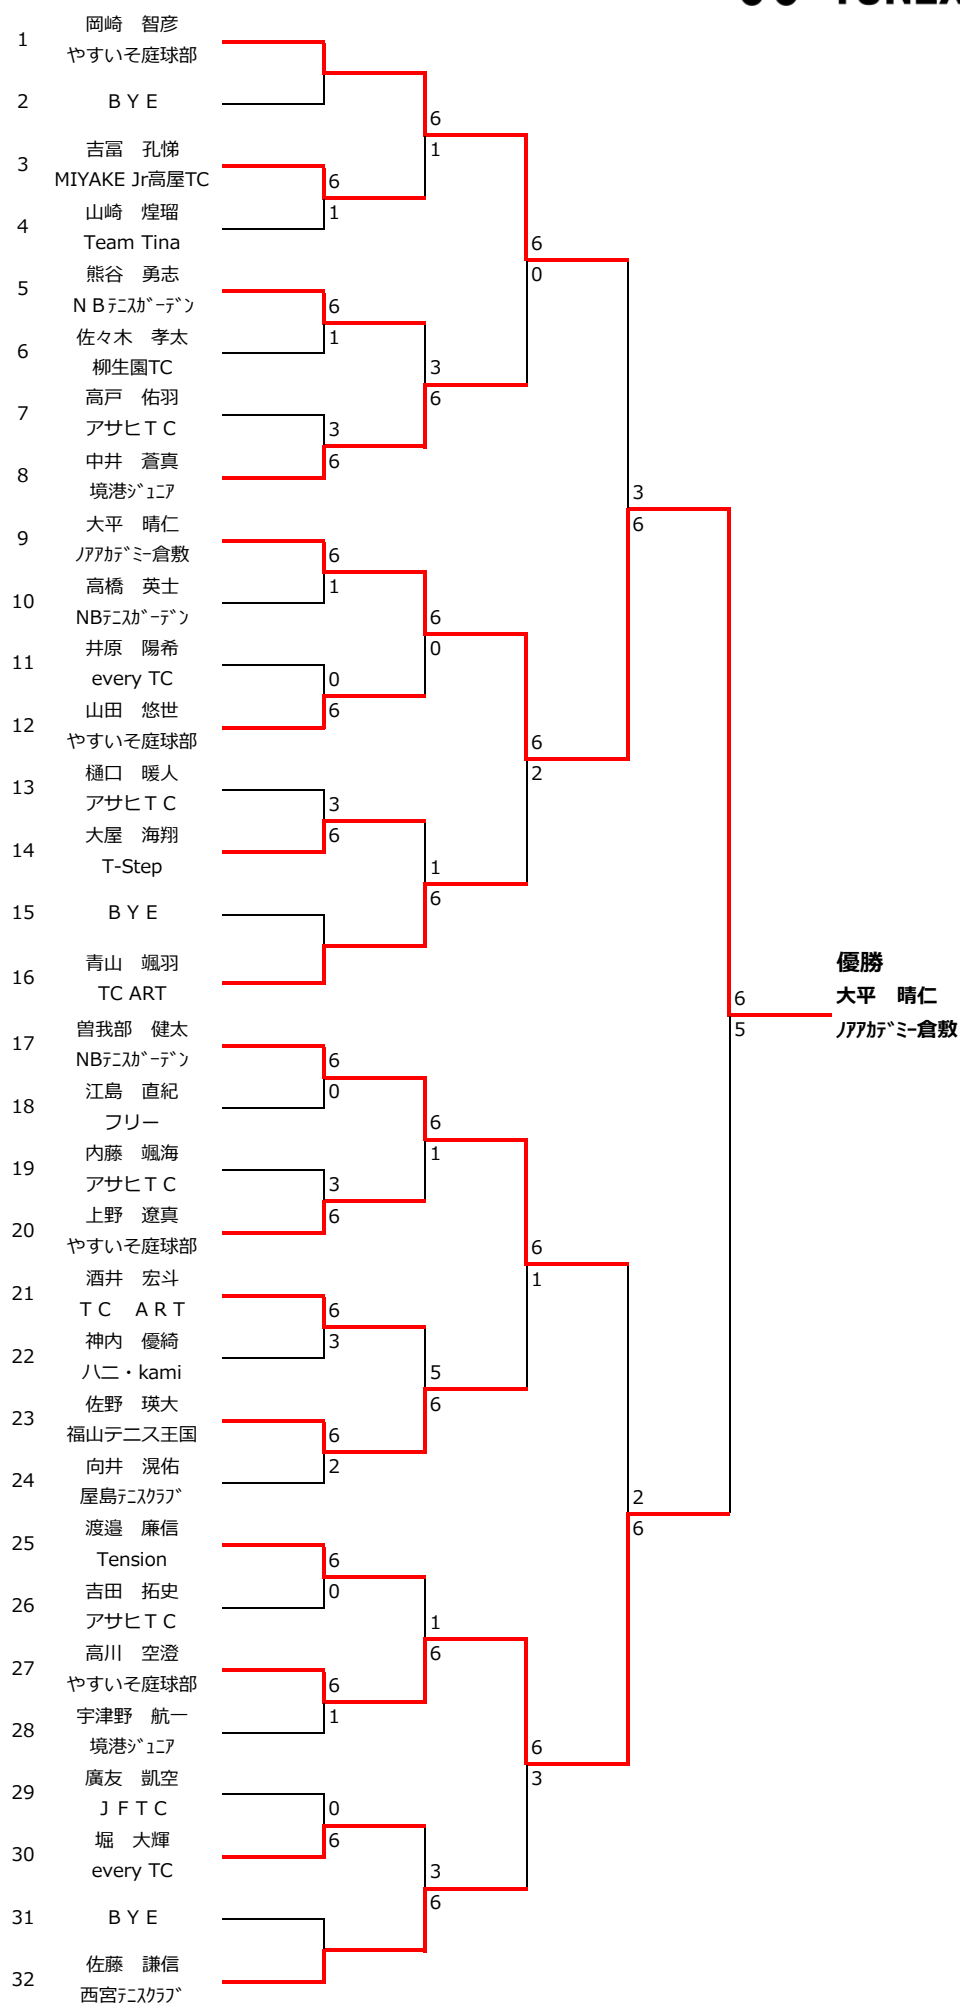 1
岡崎　智彦
やすいそ庭球部
2
ＢＹＥ
6
1
3
吉冨　孔悌
MIYAKE Jr高屋TC
6
1
4
山崎　煌瑠
Team Tina
6
0
5
熊谷　勇志
ＮＢﾃﾆｽｶﾞｰﾃﾞﾝ
6
1
6
佐々木　孝太
柳生園TC
3
6
7
高戸　佑羽
アサヒＴＣ
3
6
8
中井　蒼真
境港ｼﾞｭﾆｱ
3
6
9
大平　晴仁
ﾉｱｱｶﾃﾞﾐｰ倉敷
6
1
10
高橋　英士
NBﾃﾆｽｶﾞｰﾃﾞﾝ
6
0
11
井原　陽希
every TC
0
6
12
山田　悠世
やすいそ庭球部
6
2
13
樋口　暖人
アサヒＴＣ
3
6
14
大屋　海翔
T-Step
1
6
15
ＢＹＥ
16
青山　颯羽
TC ART
優勝
大平　晴仁
ﾉｱｱｶﾃﾞﾐｰ倉敷
6
5
17
曽我部　健太
NBﾃﾆｽｶﾞｰﾃﾞﾝ
6
0
18
江島　直紀
フリー
6
1
19
内藤　颯海
アサヒＴＣ
3
6
20
上野　遼真
やすいそ庭球部
6
1
21
酒井　宏斗
ＴＣ　ＡＲＴ
6
3
22
神内　優綺
ハ二・kami
5
6
23
佐野　瑛大
福山テニス王国
6
2
24
向井　滉佑
屋島ﾃﾆｽｸﾗﾌﾞ
2
6
25
渡邉　廉信
Tension
6
0
26
吉田　拓史
アサヒＴＣ
1
6
27
高川　空澄
やすいそ庭球部
6
1
28
宇津野　航一
境港ｼﾞｭﾆｱ
6
3
29
廣友　凱空
ＪＦＴＣ
0
6
30
堀　大輝
every TC
3
6
31
ＢＹＥ
32
佐藤　謙信
西宮ﾃﾆｽｸﾗﾌﾞ